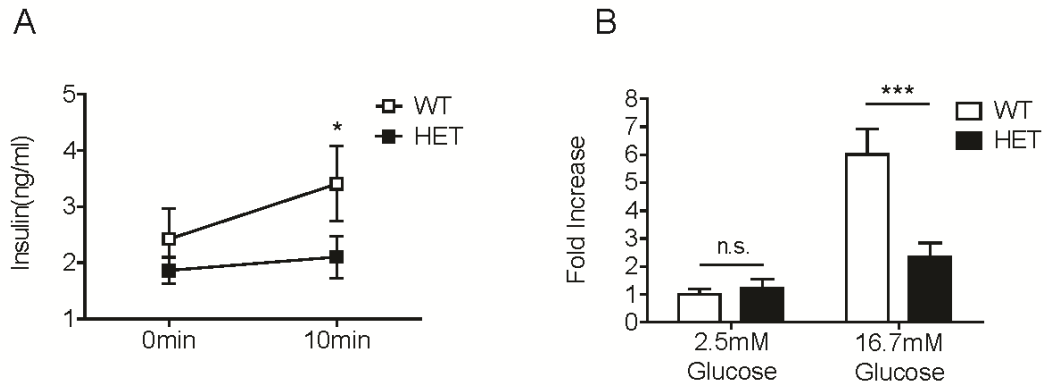 A
Insulin(ng/ml)
5
4
3
2
1
*
WT
HET
0min
10min
B
Fold Increase
8
7
6
5
4
3
2
1
0
n.s.
***
WT
HET
2.5mM
Glucose
16.7mM
Glucose